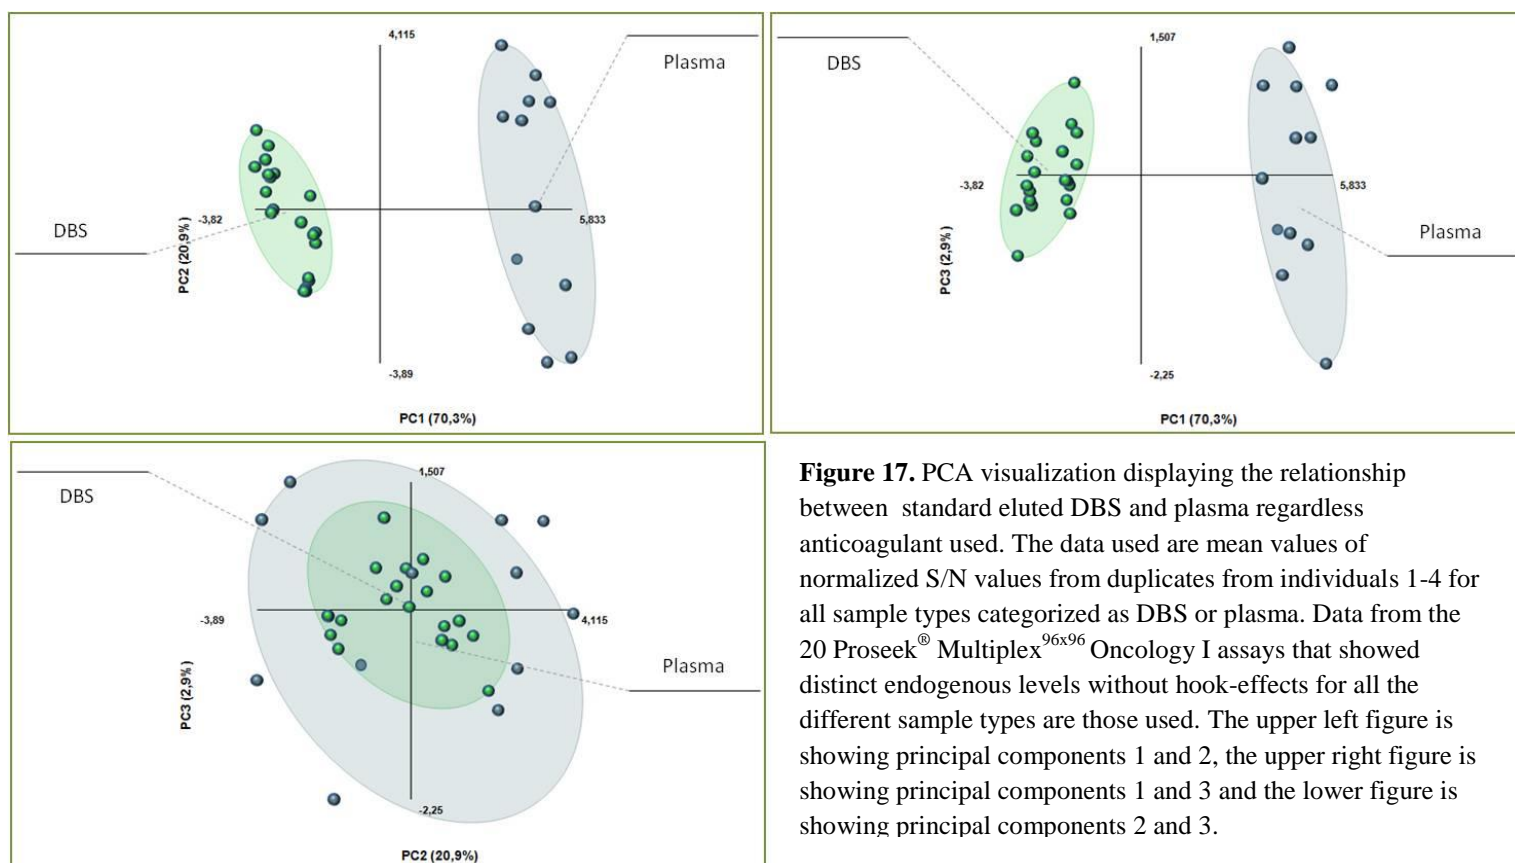 4,115
Plasma
-3,82
5,833
DBS
PC2 (20,9%)
-3,89
PC1 (70,3%)
1,507
DBS
-3,82
5,833
Plasma
PC3 (2,9%)
-2,25
PC1 (70,3%)
1,507
DBS
-3,89
4,115
Plasma
PC3 (2,9%)
-2,25
PC2 (20,9%)
Figure 17. PCA visualization displaying the relationship
between standard eluted DBS and plasma regardless
anticoagulant used. The data used are mean values of
normalized S/N values from duplicates from individuals 1-4 for
all sample types categorized as DBS or plasma. Data from the
20 Proseek® Multiplex96x96 Oncology I assays that showed
distinct endogenous levels without hook-effects for all the
different sample types are those used. The upper left figure is
showing principal components 1 and 2, the upper right figure is
showing principal components 1 and 3 and the lower figure is
showing principal components 2 and 3.